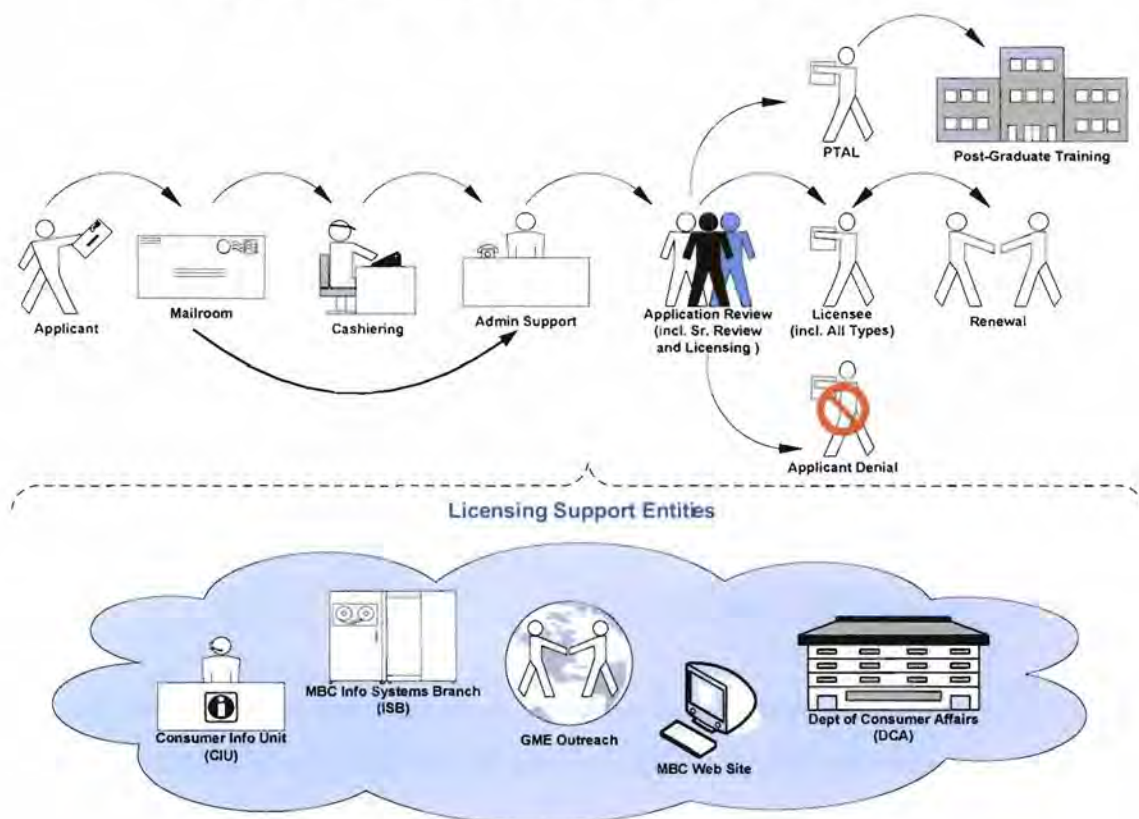 PTAL
Post-Graduate Training
Applicant
Mailroom
Cashiering
Admin Support
Application Review
(incl. Sr. Review
and Licensing )
Licensee
(incl. All Types)
Renewal
Applicant Denial
Licensing Support Entities
Consumer Info Unit
(CIU)
MBC Info Systems Branch
(ISB)
GME Outreach
MBC Web Site
Dept of Consumer Affairs
(DCA)